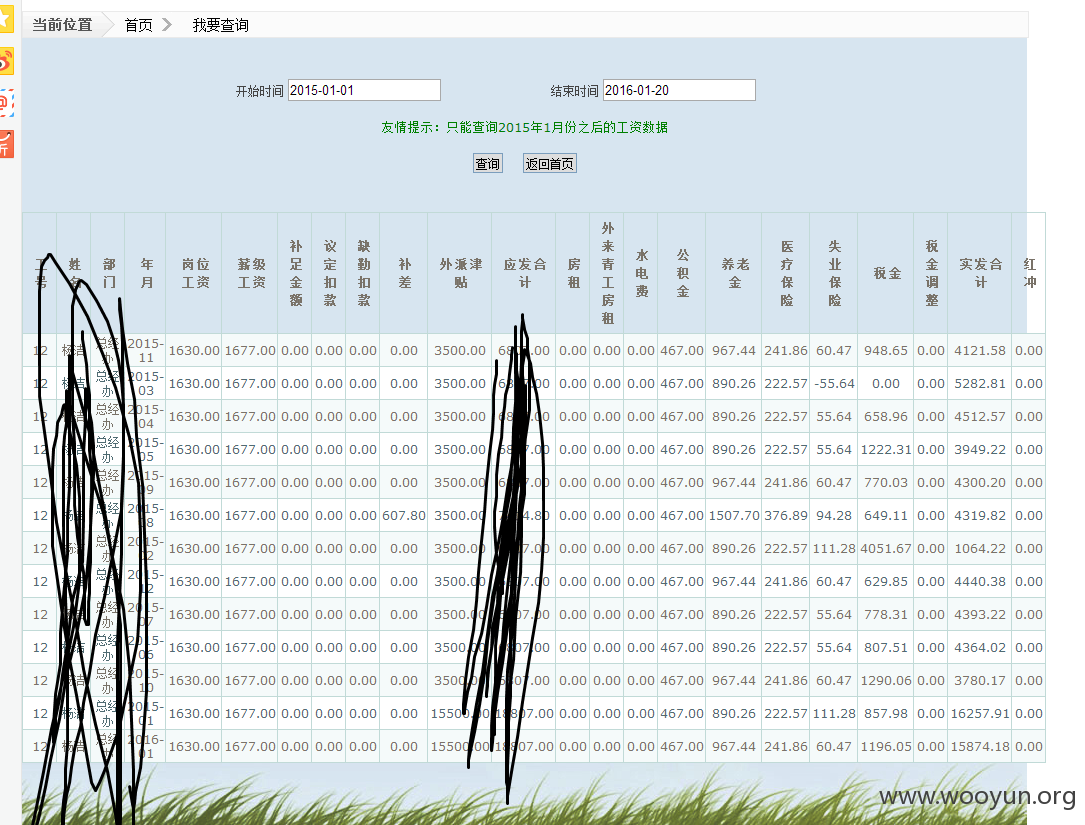 当前位置 首页 我要查询
开始时间 2015-01-01 结束时间 2016-01-20
友情提示：只能查询2015年1月份之后的工资数据
查询 返回首页
工号 姓名 部门 年月 岗位工资 薪级工资 补足金额 议定扣款 缺勤扣款 补差 外派津贴 应发合计 房租 外来青工房租 水电费 公积金 养老金 医疗保险 失业保险 税金 税金调整 实发合计 红冲
12 总经办 2015-11 1630.00 1677.00 0.00 0.00 0.00 0.00 3500.00 0.00 0.00 0.00 467.00 967.44 241.86 60.47 948.65 0.00 4121.58 0.00
12 总经办 2015-03 1630.00 1677.00 0.00 0.00 0.00 0.00 3500.00 0.00 0.00 0.00 467.00 890.26 222.57 -55.64 0.00 0.00 5282.81 0.00
12 总经办 2015-04 1630.00 1677.00 0.00 0.00 0.00 0.00 3500.00 0.00 0.00 0.00 467.00 890.26 222.57 55.64 658.96 0.00 4512.57 0.00
12 总经办 2015-05 1630.00 1677.00 0.00 0.00 0.00 0.00 3500.00 0.00 0.00 0.00 467.00 890.26 222.57 55.64 1222.31 0.00 3949.22 0.00
12 总经办 2015-09 1630.00 1677.00 0.00 0.00 0.00 0.00 3500.00 0.00 0.00 0.00 467.00 967.44 241.86 60.47 770.03 0.00 4300.20 0.00
12 总经办 2015-08 1630.00 1677.00 0.00 0.00 0.00 607.80 3500.00 0.00 0.00 0.00 467.00 1507.70 376.89 94.28 649.11 0.00 4319.82 0.00
12 总经办 2015-02 1630.00 1677.00 0.00 0.00 0.00 0.00 3500.00 0.00 0.00 0.00 467.00 890.26 222.57 111.28 4051.67 0.00 1064.22 0.00
12 总经办 2015-12 1630.00 1677.00 0.00 0.00 0.00 0.00 3500.00 0.00 0.00 0.00 467.00 967.44 241.86 60.47 629.85 0.00 4440.38 0.00
12 总经办 2015-07 1630.00 1677.00 0.00 0.00 0.00 0.00 3500.00 0.00 0.00 0.00 467.00 890.26 222.57 55.64 778.31 0.00 4393.22 0.00
12 总经办 2015-06 1630.00 1677.00 0.00 0.00 0.00 0.00 3500.00 6807.00 0.00 0.00 0.00 467.00 890.26 222.57 55.64 807.51 0.00 4364.02 0.00
12 总经办 2015-10 1630.00 1677.00 0.00 0.00 0.00 0.00 3500.00 6807.00 0.00 0.00 0.00 467.00 967.44 241.86 60.47 1290.06 0.00 3780.17 0.00
12 总经办 2015-01 1630.00 1677.00 0.00 0.00 0.00 0.00 15500.00 18807.00 0.00 0.00 0.00 467.00 890.26 222.57 111.28 857.98 0.00 16257.91 0.00
12 总经办 2016-01 1630.00 1677.00 0.00 0.00 0.00 0.00 15500.00 18807.00 0.00 0.00 0.00 467.00 967.44 241.86 60.47 1196.05 0.00 15874.18 0.00
www.wooyun.org